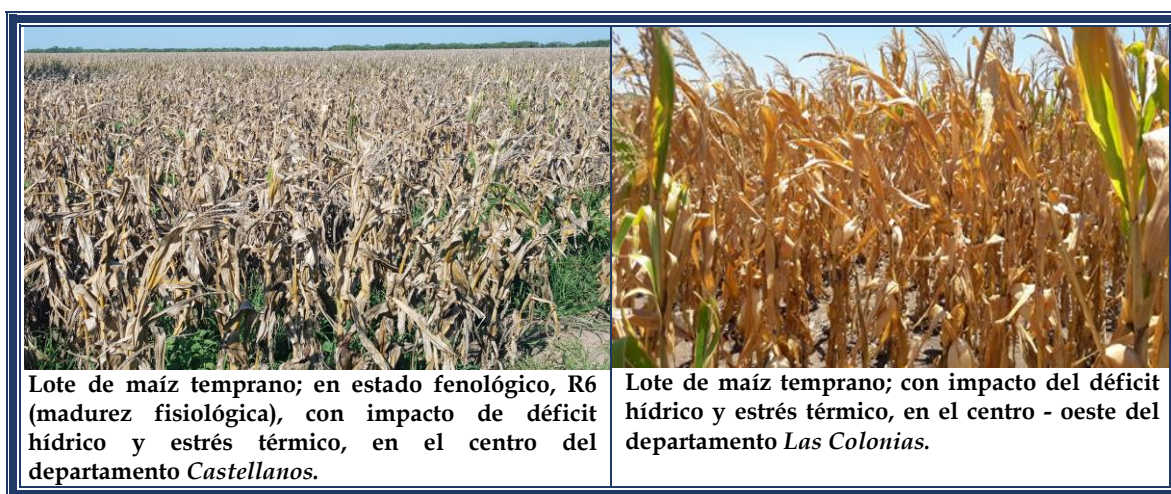 Lote de maíz temprano; en estado fenológico, R6
(madurez fisiológica), con impacto de déficit
hídrico y estrés térmico, en el centro del
departamento Castellanos.
Lote de maíz temprano; con impacto del déficit
hídrico y estrés térmico, en el centro - oeste del
departamento Las Colonias.